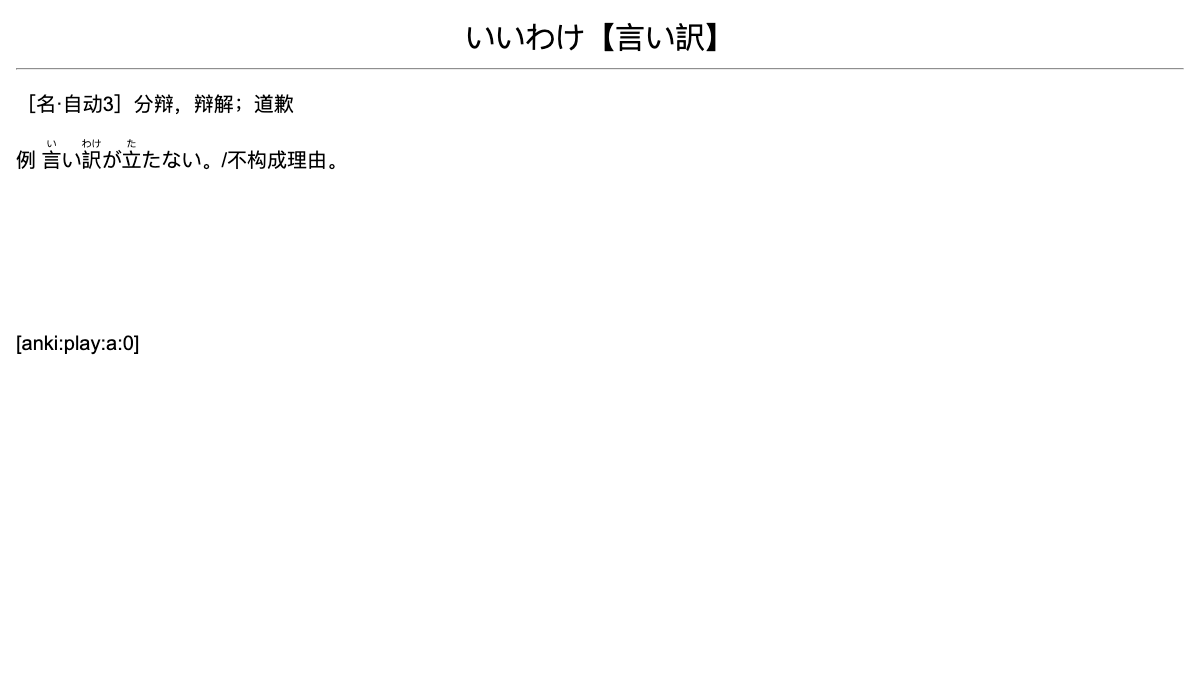 いいわけ【言い訳】
［名·自动3］分辩，辩解；道歉
い わけ た
例 言い訳が立たない。/不构成理由。
[anki:play:a:0]